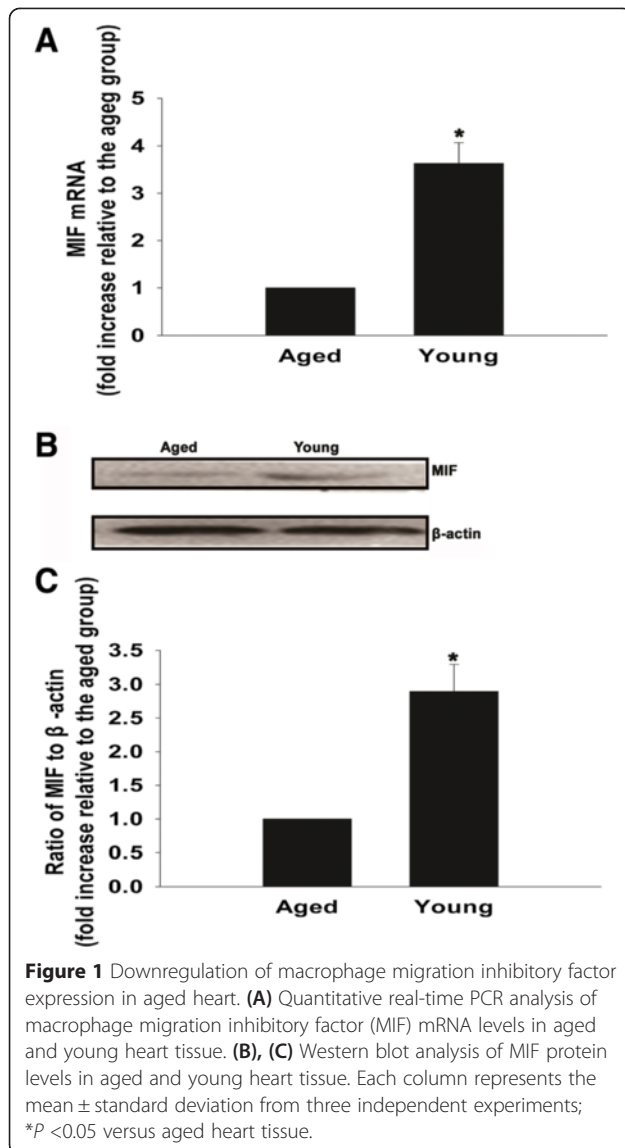 A
MIF mRNA
(fold increase relative to the ageg group)
5
4
3
2
1
0
*
Aged Young
B
Aged Young
MIF
β-actin
C
Ratio of MIF to β -actin
(fold increase relative to the aged group)
3.5
3.0
2.5
2.0
1.5
1.0
0.5
0.0
*
Aged Young
Figure 1 Downregulation of macrophage migration inhibitory factor
expression in aged heart. (A) Quantitative real-time PCR analysis of
macrophage migration inhibitory factor (MIF) mRNA levels in aged
and young heart tissue. (B), (C) Western blot analysis of MIF protein
levels in aged and young heart tissue. Each column represents the
mean ± standard deviation from three independent experiments;
*P <0.05 versus aged heart tissue.